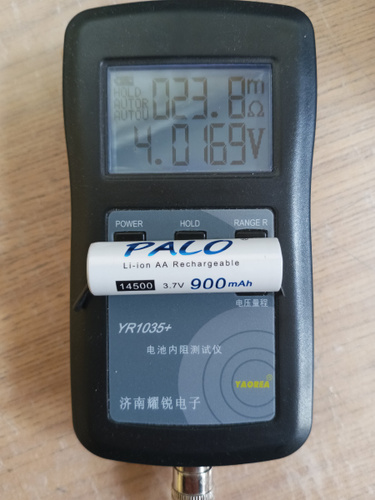 HOLD
AUTOR
AUTOU
023.8mΩ
4.0169V
POWER HOLD RANGE R
PALO
Li-ion AA Rechargeable
14500 3.7V 900mAh
电压量程
YR1035+
电池内阻测试仪
YAOREA
济南耀锐电子